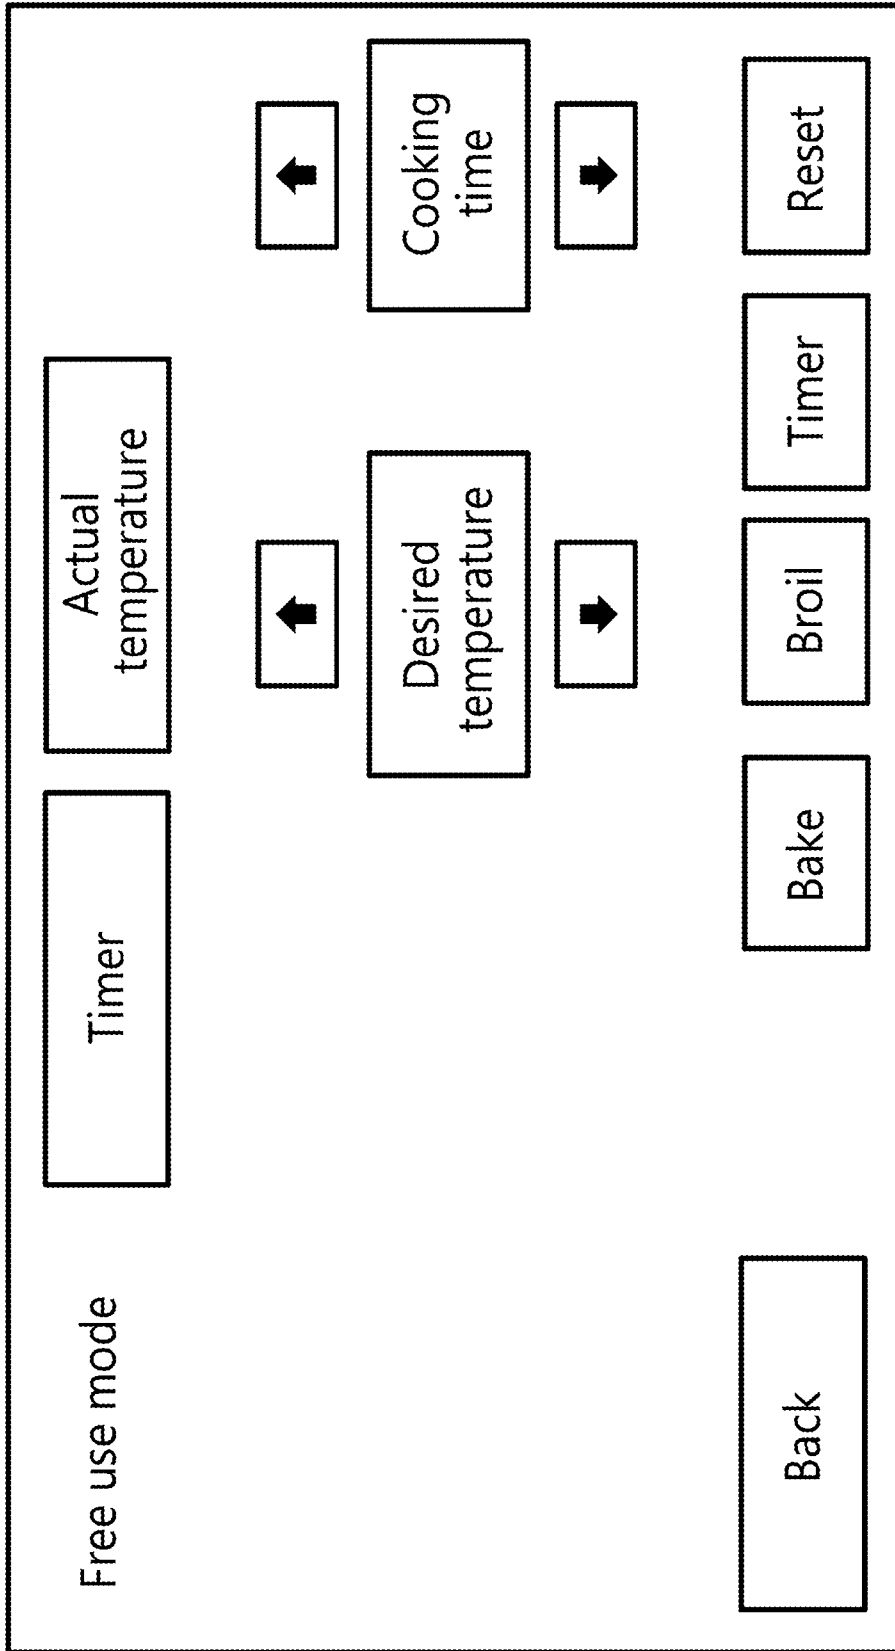 Free use mode
Timer
Actual
temperature
Desired
temperature
Cooking
time
Back
Bake
Broil
Timer
Reset